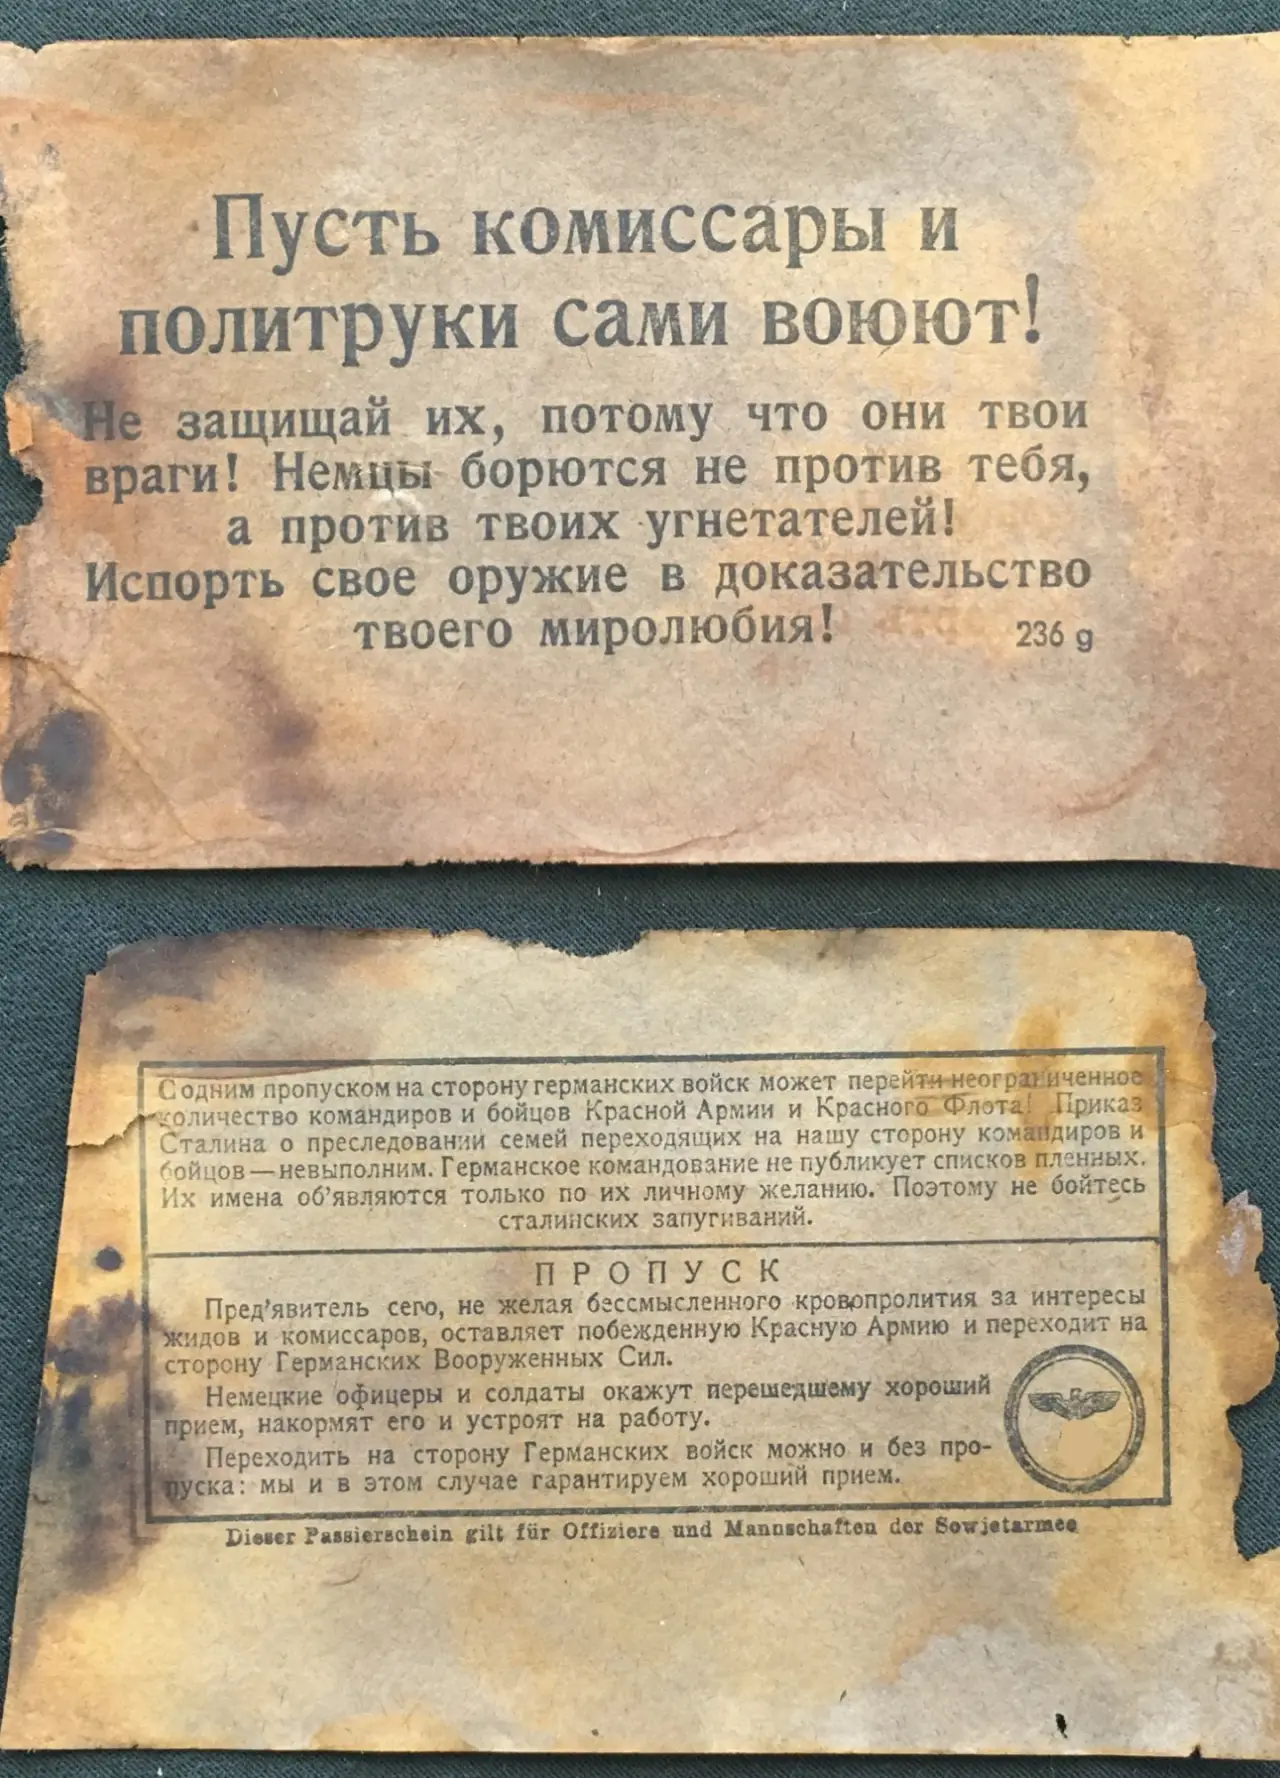 Пусть комиссары и
политруки сами воюют!
Не защищай их, потому что они твои
враги! Немцы борются не против тебя,
а против твоих угнетателей!
Испорть свое оружие в доказательство
твоего миролюбия!
236 g
С одним пропуском на сторону германских войск может перейти неограниченное
количество командиров и бойцов Красной Армии и Красного Флота! Приказ
Сталина о преследовании семей переходящих на нашу сторону командиров и
бойцов — невыполним. Германское командование не публикует списков пленных.
Их имена об'являются только по их личному желанию. Поэтому не бойтесь
сталинских запугиваний.
ПРОПУСК
Пред'явитель сего, не желая бессмысленного кровопролития за интересы
жидов и комиссаров, оставляет побежденную Красную Армию и переходит на
сторону Германских Вооруженных Сил.
Немецкие офицеры и солдаты окажут перешедшему хороший
прием, накормят его и устроят на работу.
Переходить на сторону Германских войск можно и без про-
пуска: мы и в этом случае гарантируем хороший прием.
Dieser Passierschein gilt für Offiziere und Mannschaften der Sowjetarmee